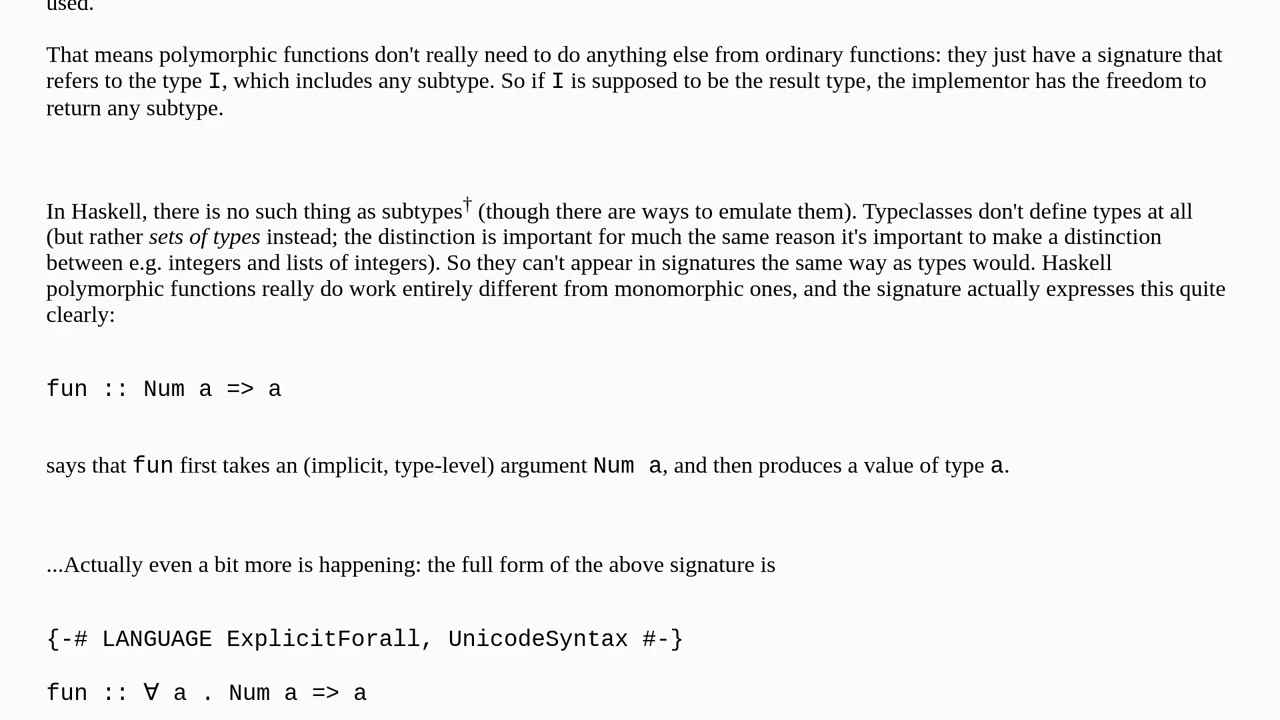 used.
That means polymorphic functions don't really need to do anything else from ordinary functions: they just have a signature that
refers to the type I, which includes any subtype. So if I is supposed to be the result type, the implementor has the freedom to
return any subtype.
In Haskell, there is no such thing as subtypes† (though there are ways to emulate them). Typeclasses don't define types at all
(but rather sets of types instead; the distinction is important for much the same reason it's important to make a distinction
between e.g. integers and lists of integers). So they can't appear in signatures the same way as types would. Haskell
polymorphic functions really do work entirely different from monomorphic ones, and the signature actually expresses this quite
clearly:
fun :: Num a => a
says that fun first takes an (implicit, type-level) argument Num a, and then produces a value of type a.
...Actually even a bit more is happening: the full form of the above signature is
{-# LANGUAGE ExplicitForall, UnicodeSyntax #-}
fun :: ∀ a . Num a => a